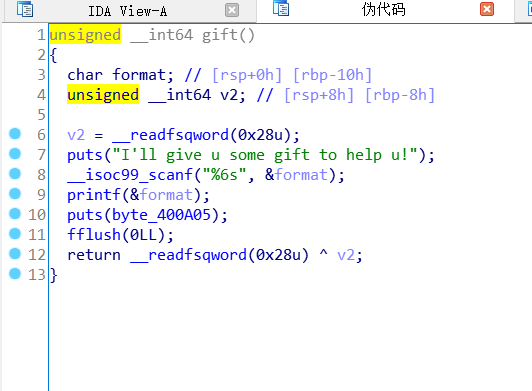 IDA View-A 伪代码
1 unsigned __int64 gift()
2 {
3 char format; // [rsp+0h] [rbp-10h]
4 unsigned __int64 v2; // [rsp+8h] [rbp-8h]
5
6 v2 = __readfsqword(0x28u);
7 puts("I'll give u some gift to help u!");
8 __isoc99_scanf("%6s", &format);
9 printf(&format);
10 puts(byte_400A05);
11 fflush(0LL);
12 return __readfsqword(0x28u) ^ v2;
13 }